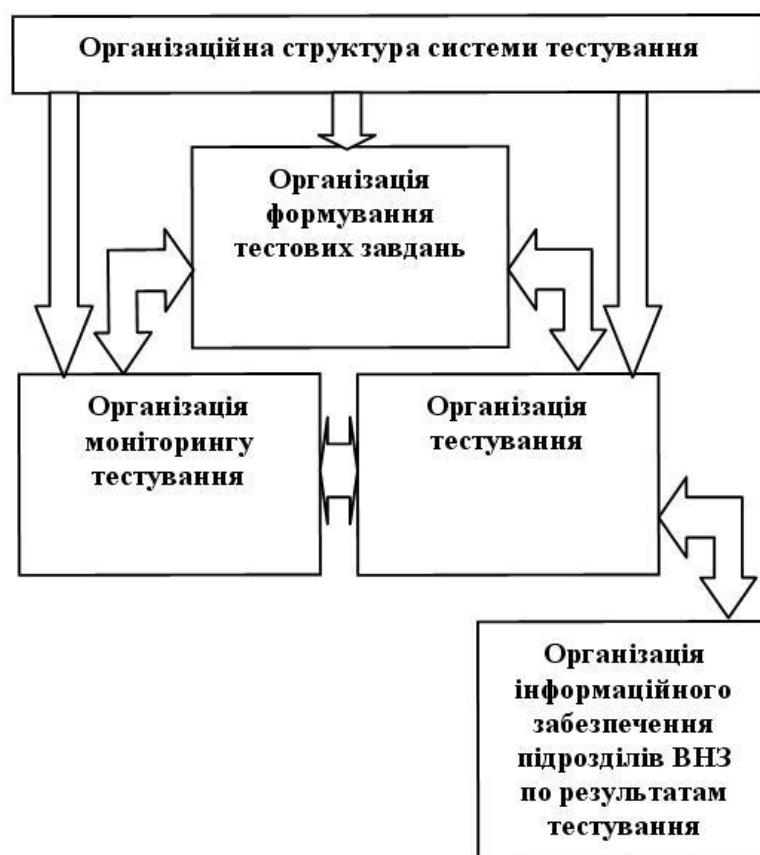 Організаційна структура системи тестування
Організація
формування
тестових завдань
Організація
моніторингу
тестування
Організація
тестування
Організація
інформаційного
забезпечення
підрозділів ВНЗ
по результатам
тестування